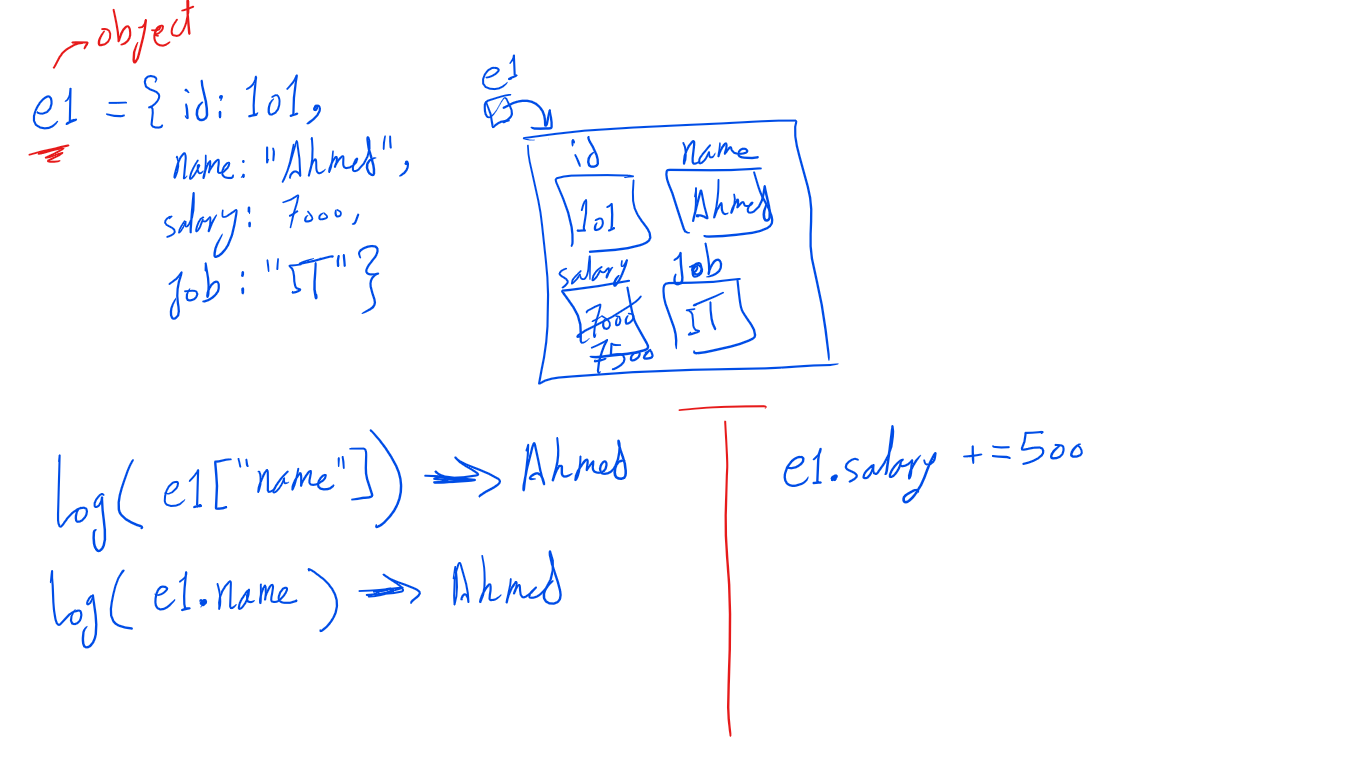 object
e1 = { id: 101,
name: "Ahmed",
salary: 7000,
Job : "IT" }
e1
id name
101 Ahmed
salary Job
7000 IT
7500
log( e1["name"] ) → Ahmed
log( e1.name ) → Ahmed
e1.salary += 500